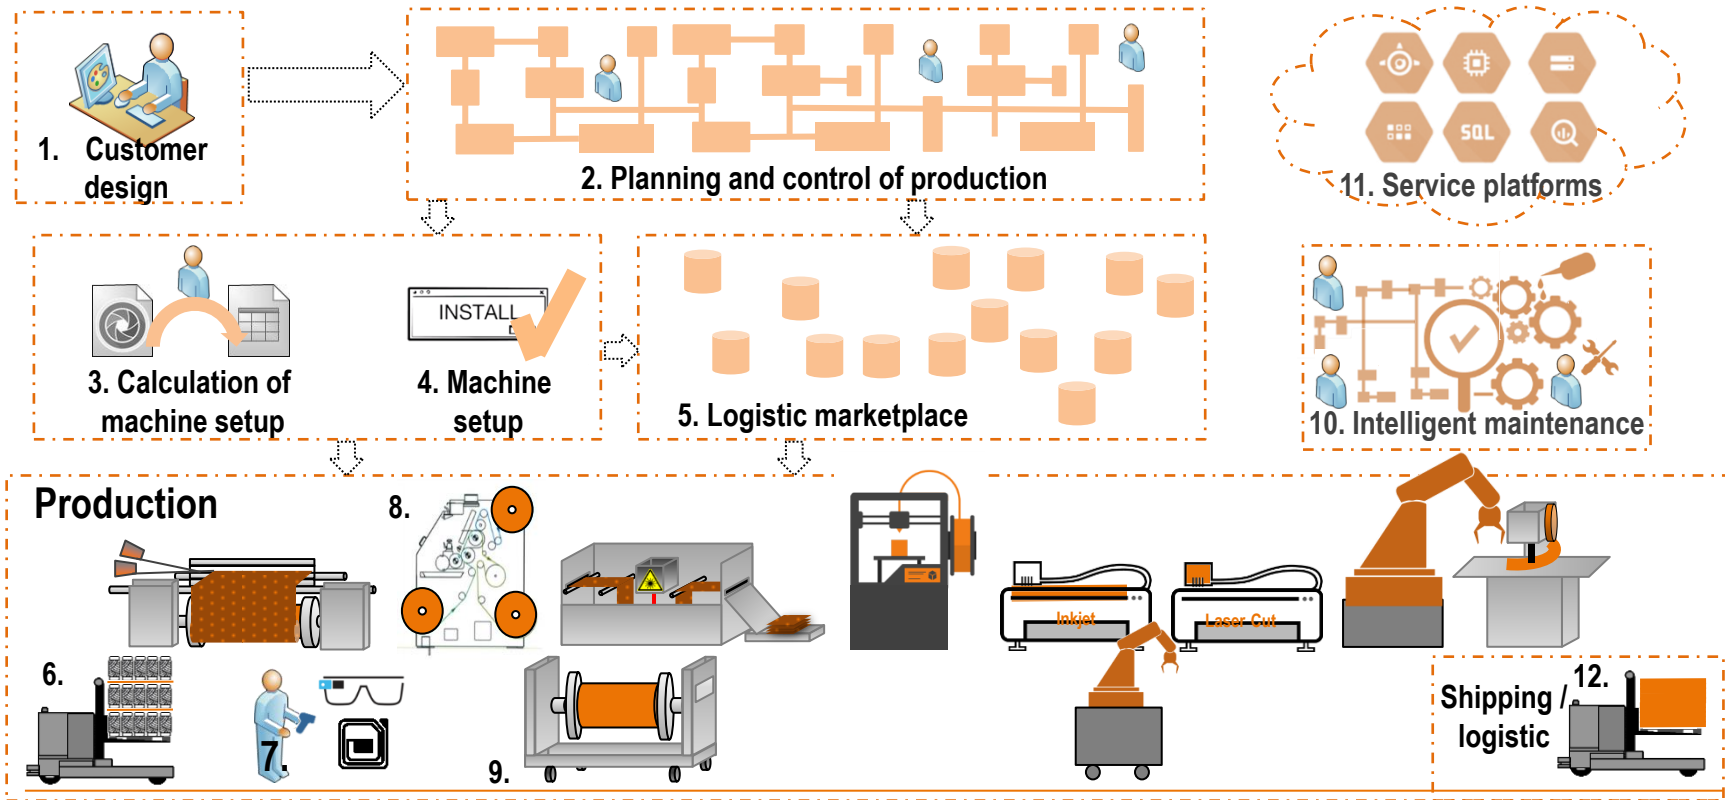 1. Customer
design
2. Planning and control of production
SQL
11. Service platforms
INSTALL
3. Calculation of
machine setup
4. Machine
setup
5. Logistic marketplace
10. Intelligent maintenance
Production
8.
Inkjet
Laser Cut
6.
7.
9.
Shipping /
logistic
12.